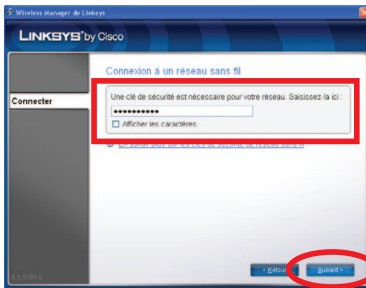 Wireless Manager de Linksys
LINKSYS by Cisco
Connexion à un réseau sans fil
Connecter
Une clé de sécurité est nécessaire pour votre réseau. Saisissez-la ici :
••••••••••
Afficher les caractères
En savoir plus sur les clés de sécurité de réseau sans fil
< Retour
Suivant >